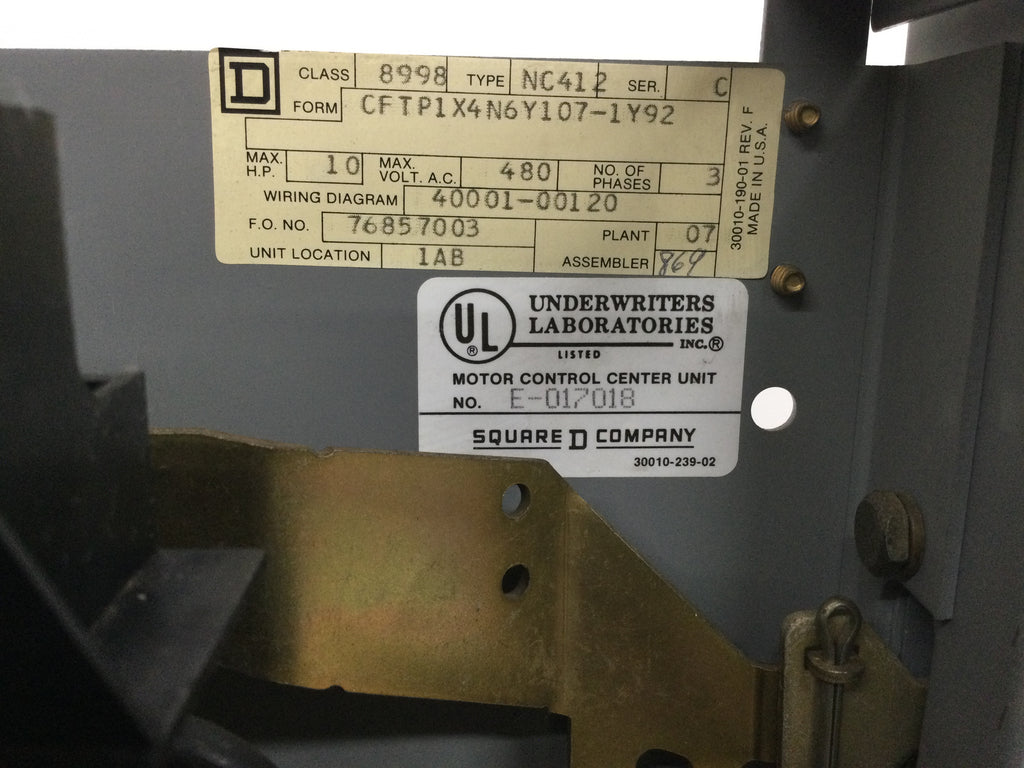 D CLASS 8998 TYPE NC412 SER. C
FORM CFTP1X4N6Y107-1Y92
MAX. H.P. 10 MAX. VOLT. A.C. 480 NO. OF PHASES 3
WIRING DIAGRAM 40001-00120
F.O. NO. 76857003 PLANT 07
UNIT LOCATION 1AB ASSEMBLER 869
30010-190-01 REV. F
MADE IN U.S.A.
UL ® UNDERWRITERS
LABORATORIES
INC.®
LISTED
MOTOR CONTROL CENTER UNIT
NO. E-017018
SQUARE D COMPANY
30010-239-02